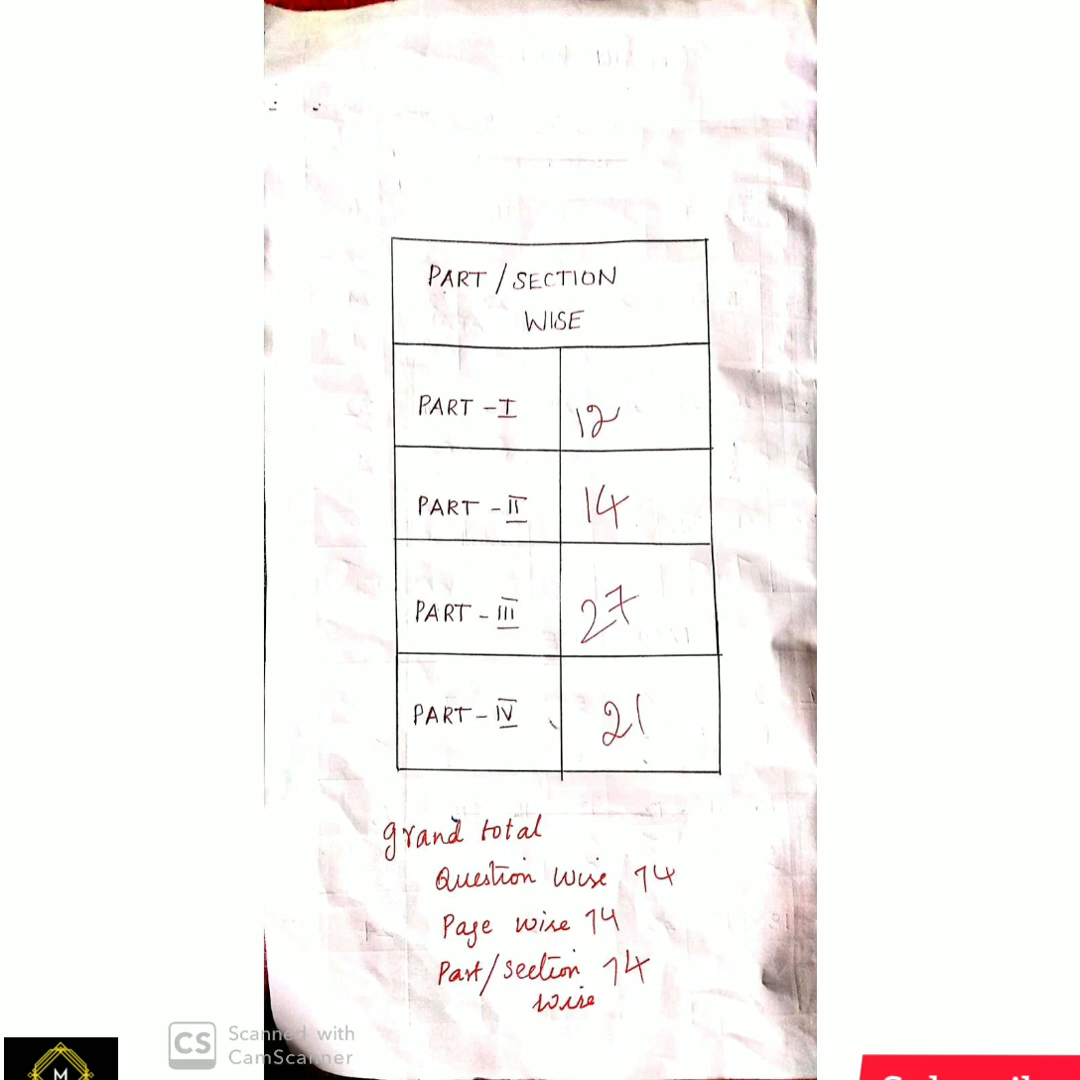 PART / SECTION
WISE
PART - I 12
PART - II 14
PART - III 27
PART - IV 21
grand total
Question wise 74
Page wise 74
Part/section 74
wise
CS Scanned with
CamScanner
M